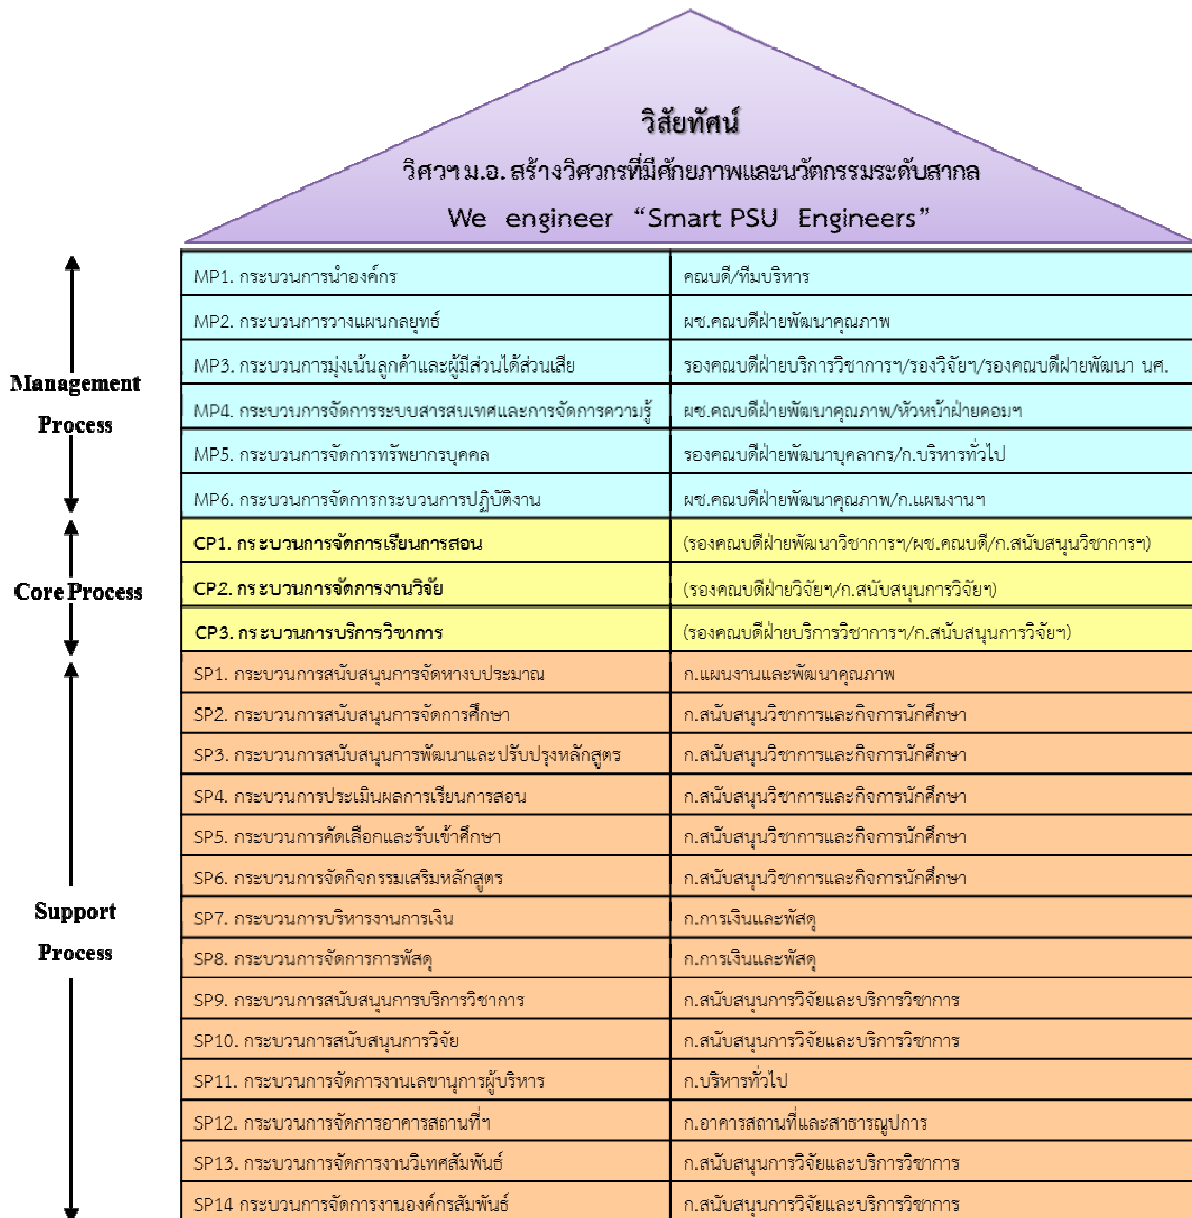 วิสัยทัศน์
วิศวฯ ม.อ. สร้างวิศวกรที่มีศักยภาพและนวัตกรรมระดับสากล
We engineer “Smart PSU Engineers”
Management
Process
MP1. กระบวนการนำองค์กร คณบดี/ทีมบริหาร
MP2. กระบวนการวางแผนกลยุทธ์ ผช.คณบดีฝ่ายพัฒนาคุณภาพ
MP3. กระบวนการมุ่งเน้นลูกค้าและผู้มีส่วนได้ส่วนเสีย รองคณบดีฝ่ายบริการวิชาการฯ/รองวิจัยฯ/รองคณบดีฝ่ายพัฒนา นศ.
MP4. กระบวนการจัดการระบบสารสนเทศและการจัดการความรู้ ผช.คณบดีฝ่ายพัฒนาคุณภาพ/หัวหน้าฝ่ายคอมฯ
MP5. กระบวนการจัดการทรัพยากรบุคคล รองคณบดีฝ่ายพัฒนาบุคลากร/ก.บริหารทั่วไป
MP6. กระบวนการจัดการกระบวนการปฏิบัติงาน ผช.คณบดีฝ่ายพัฒนาคุณภาพ/ก.แผนงานฯ
Core Process
CP1. กระบวนการจัดการเรียนการสอน (รองคณบดีฝ่ายพัฒนาวิชาการฯ/ผช.คณบดี/ก.สนับสนุนวิชาการฯ)
CP2. กระบวนการจัดการงานวิจัย (รองคณบดีฝ่ายวิจัยฯ/ก.สนับสนุนการวิจัยฯ)
CP3. กระบวนการบริการวิชาการ (รองคณบดีฝ่ายบริการวิชาการฯ/ก.สนับสนุนการวิจัยฯ)
Support
Process
SP1. กระบวนการสนับสนุนการจัดหางบประมาณ ก.แผนงานและพัฒนาคุณภาพ
SP2. กระบวนการสนับสนุนการจัดการศึกษา ก.สนับสนุนวิชาการและกิจการนักศึกษา
SP3. กระบวนการสนับสนุนการพัฒนาและปรับปรุงหลักสูตร ก.สนับสนุนวิชาการและกิจการนักศึกษา
SP4. กระบวนการประเมินผลการเรียนการสอน ก.สนับสนุนวิชาการและกิจการนักศึกษา
SP5. กระบวนการคัดเลือกและรับเข้าศึกษา ก.สนับสนุนวิชาการและกิจการนักศึกษา
SP6. กระบวนการจัดกิจกรรมเสริมหลักสูตร ก.สนับสนุนวิชาการและกิจการนักศึกษา
SP7. กระบวนการบริหารงานการเงิน ก.การเงินและพัสดุ
SP8. กระบวนการจัดการการพัสดุ ก.การเงินและพัสดุ
SP9. กระบวนการสนับสนุนการบริการวิชาการ ก.สนับสนุนการวิจัยและบริการวิชาการ
SP10. กระบวนการสนับสนุนการวิจัย ก.สนับสนุนการวิจัยและบริการวิชาการ
SP11. กระบวนการจัดการงานเลขานุการผู้บริหาร ก.บริหารทั่วไป
SP12. กระบวนการจัดการอาคารสถานที่ฯ ก.อาคารสถานที่และสาธารณูปการ
SP13. กระบวนการจัดการงานวิเทศสัมพันธ์ ก.สนับสนุนการวิจัยและบริการวิชาการ
SP14 กระบวนการจัดการงานองค์กรสัมพันธ์ ก.สนับสนุนการวิจัยและบริการวิชาการ